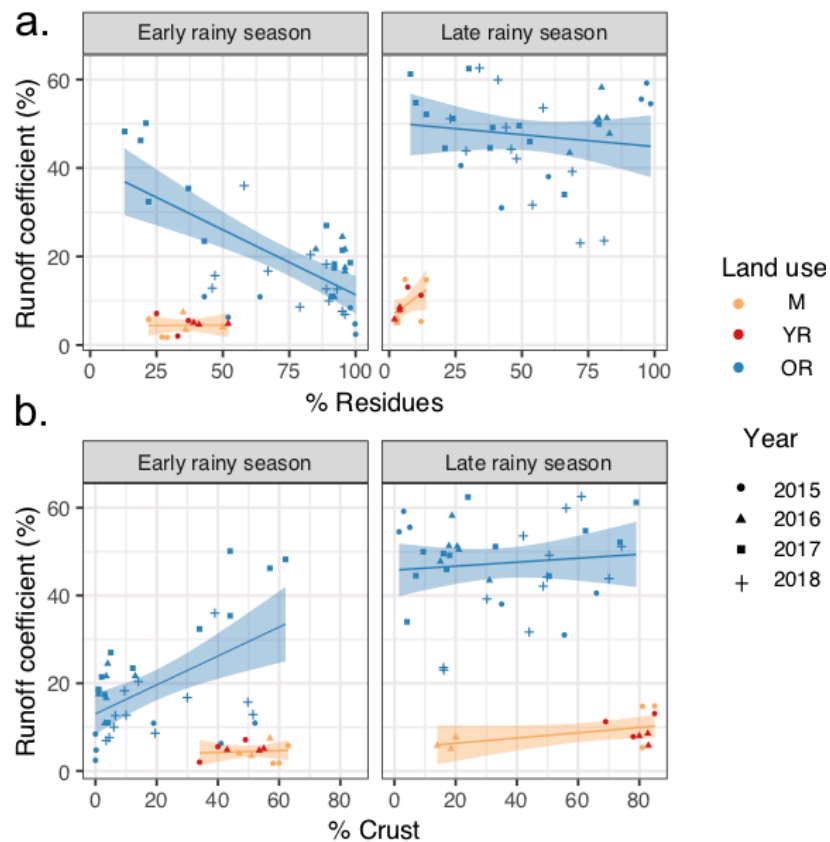 a.
Early rainy season
Late rainy season
Runoff coefficient (%)
60
40
20
0
0 25 50 75 100
0 25 50 75 100
% Residues
Land use
M
YR
OR
Year
2015
2016
2017
2018
b.
Early rainy season
Late rainy season
Runoff coefficient (%)
60
40
20
0
0 20 40 60 80
0 20 40 60 80
% Crust